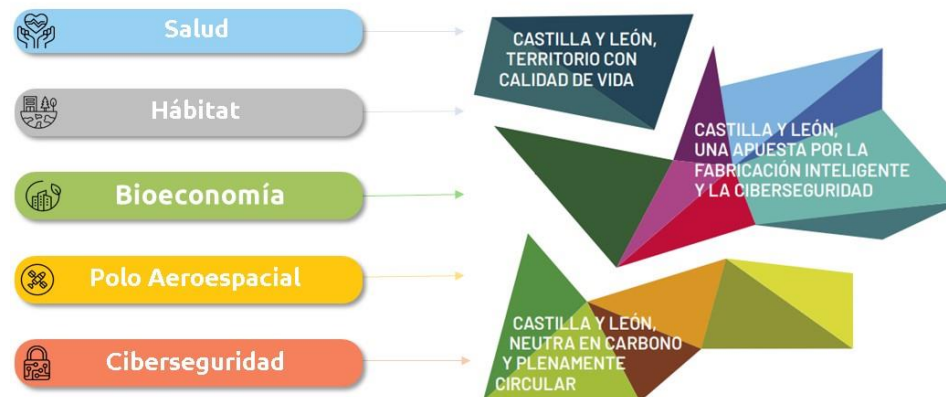 Salud
Hábitat
Bioeconomía
Polo Aeroespacial
Ciberseguridad
CASTILLA Y LEÓN,
TERRITORIO CON
CALIDAD DE VIDA
CASTILLA Y LEÓN,
UNA APUESTA POR LA
FABRICACIÓN INTELIGENTE
Y LA CIBERSEGURIDAD
CASTILLA Y LEÓN,
NEUTRA EN CARBONO
Y PLENAMENTE
CIRCULAR